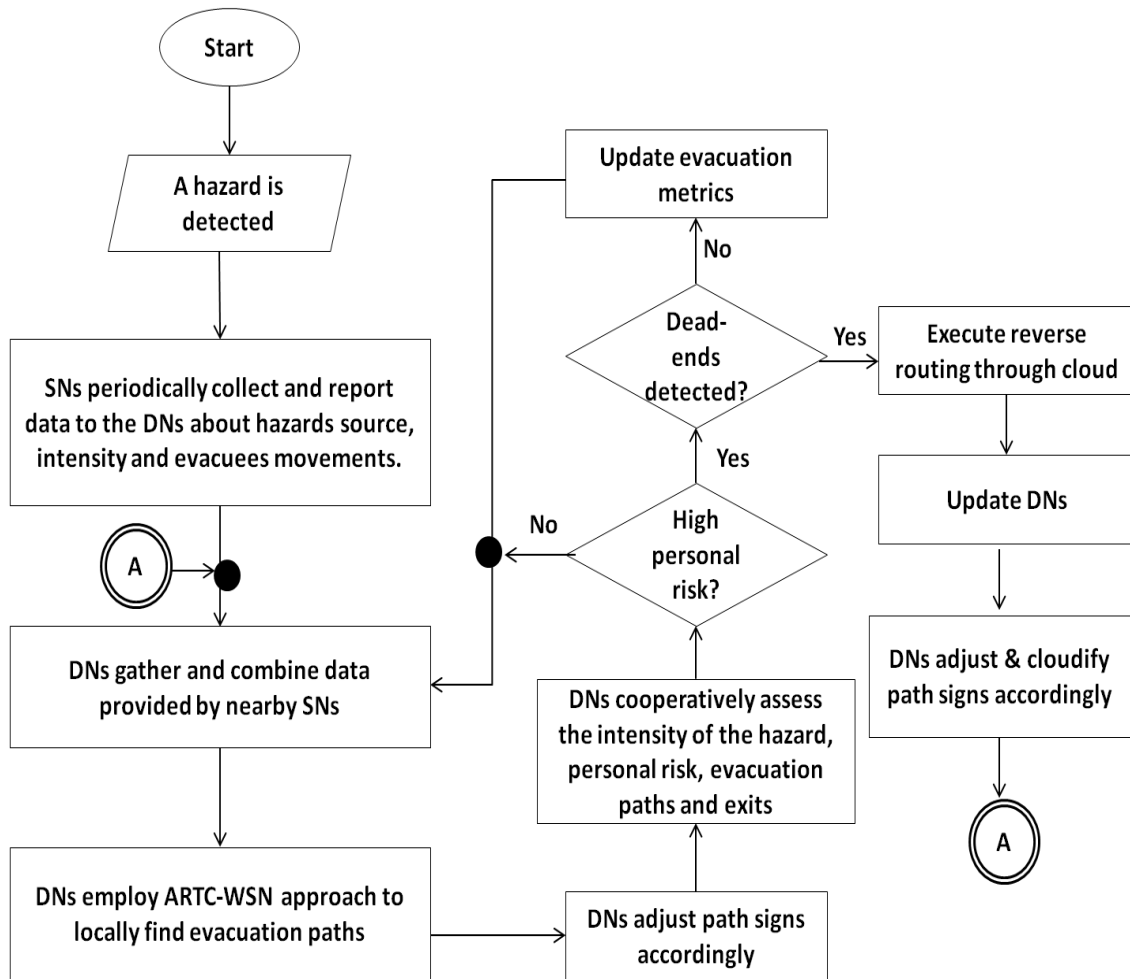 Start
A hazard is
detected
SNs periodically collect and report
data to the DNs about hazards source,
intensity and evacuees movements.
A
DNs gather and combine data
provided by nearby SNs
DNs employ ARTC-WSN approach to
locally find evacuation paths
DNs adjust path signs
accordingly
DNs cooperatively assess
the intensity of the hazard,
personal risk, evacuation
paths and exits
High
personal
risk?
No
Yes
Dead-
ends
detected?
No
Update evacuation
metrics
Yes
Execute reverse
routing through cloud
Update DNs
DNs adjust & cloudify
path signs accordingly
A